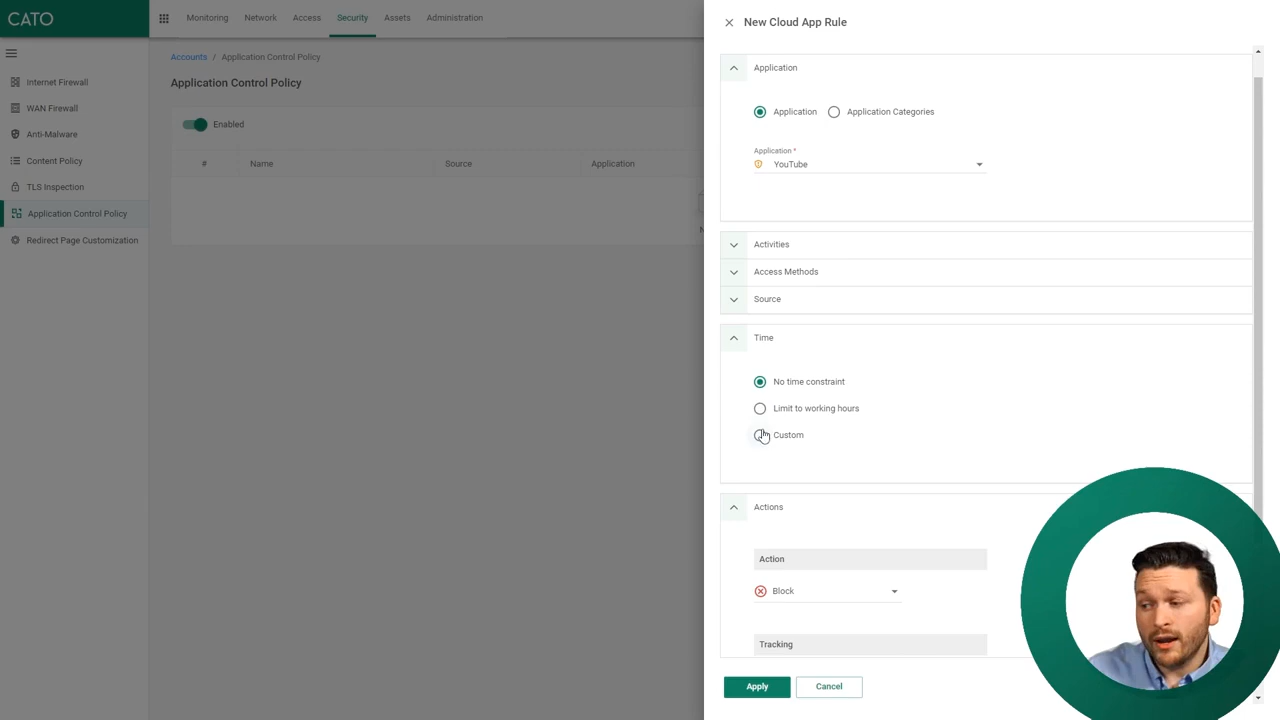 CATO
Monitoring Network Access Security Assets Administration
Accounts / Application Control Policy
Application Control Policy
Internet Firewall
WAN Firewall
Anti-Malware
Content Policy
TLS Inspection
Application Control Policy
Redirect Page Customization
Enabled
# Name Source Application
New Cloud App Rule
Application
Application Application Categories
Application *
YouTube
Activities
Access Methods
Source
Time
No time constraint
Limit to working hours
Custom
Actions
Action
Block
Tracking
Apply Cancel